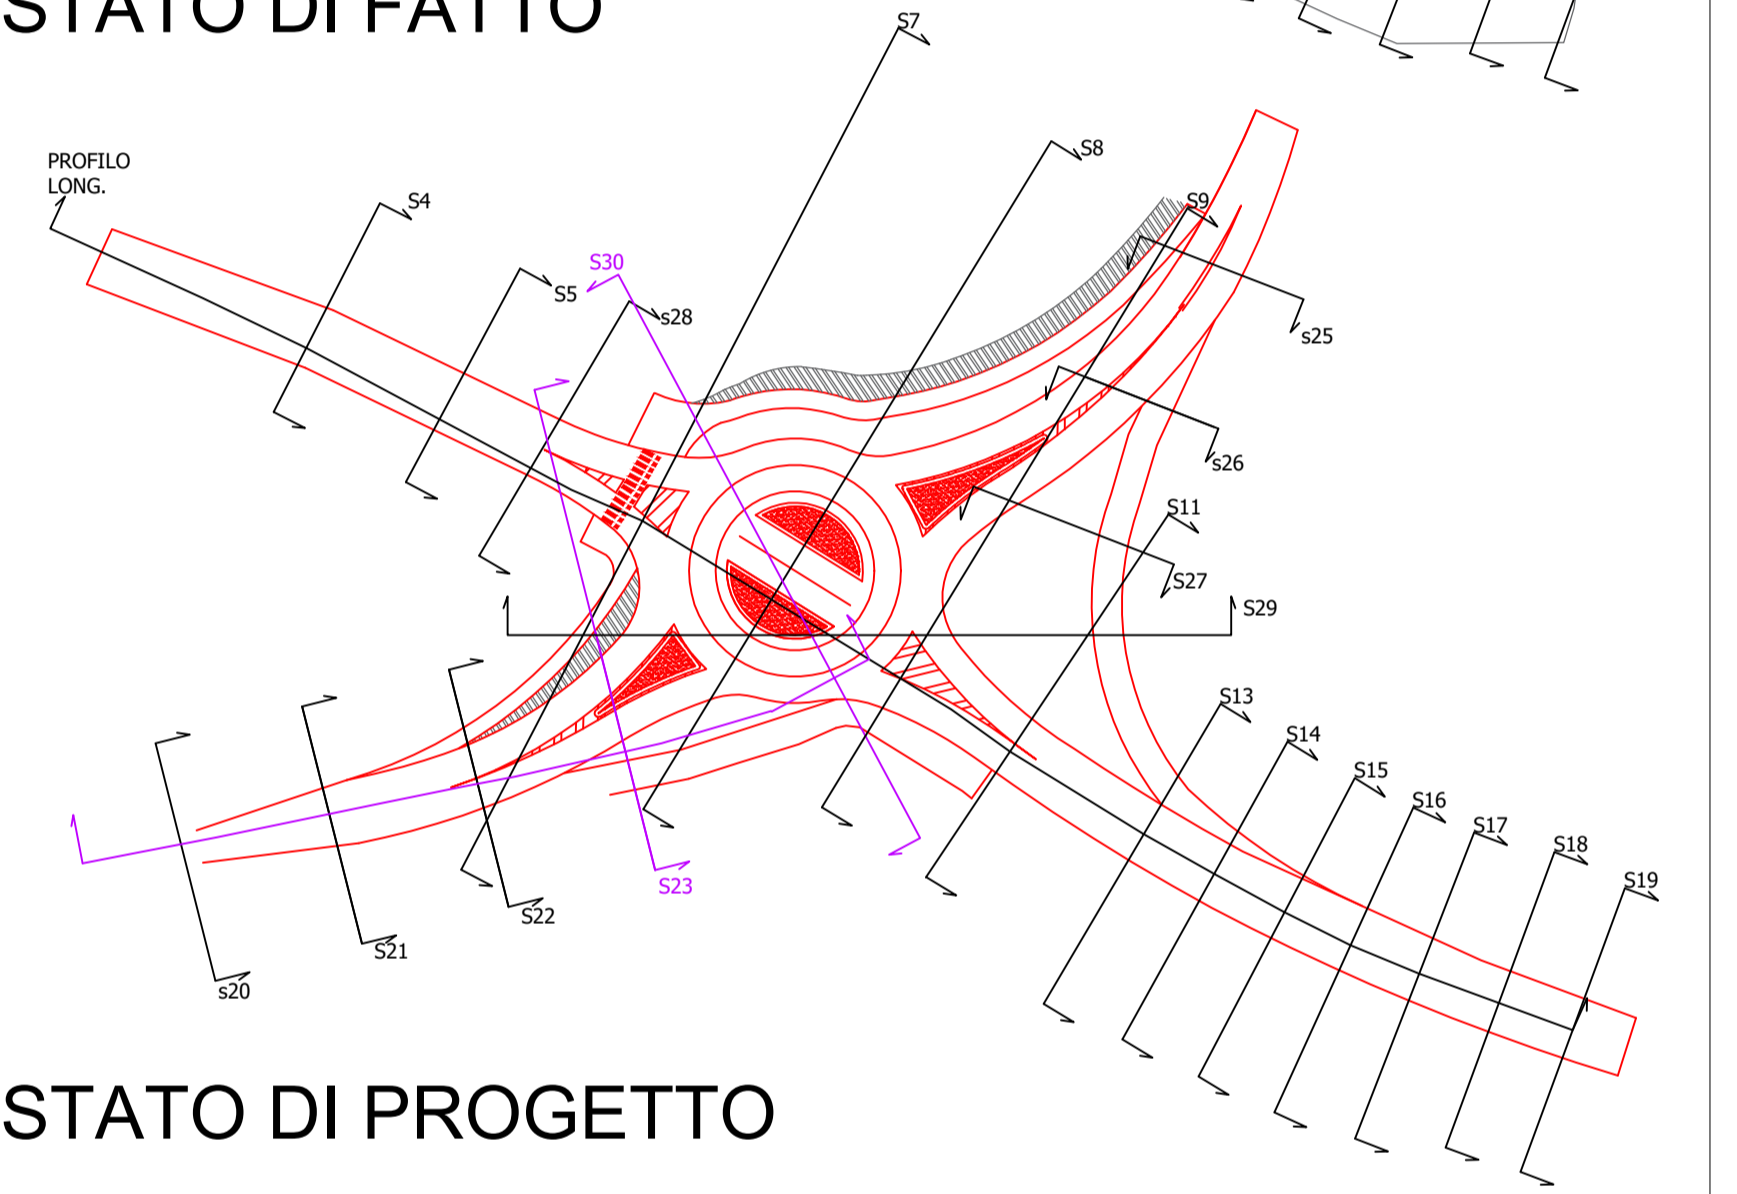 STATO DI FATTO
S7
S8
PROFILO
LONG.
S4
S9
S30
S5
s28
s25
s26
S11
S27
S29
S13
S14
S15
S16
S17
S18
S19
S23
S22
S21
s20
STATO DI PROGETTO